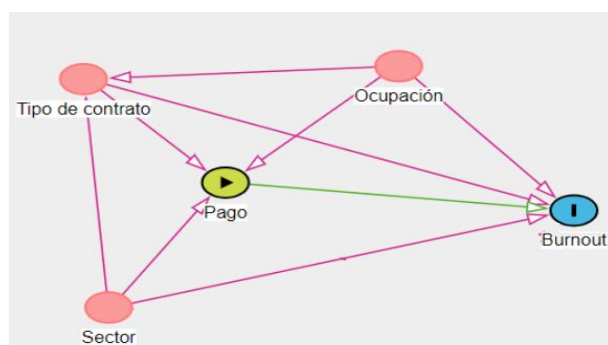 Ocupación
Tipo de contrato
Pago
Burnout
Sector